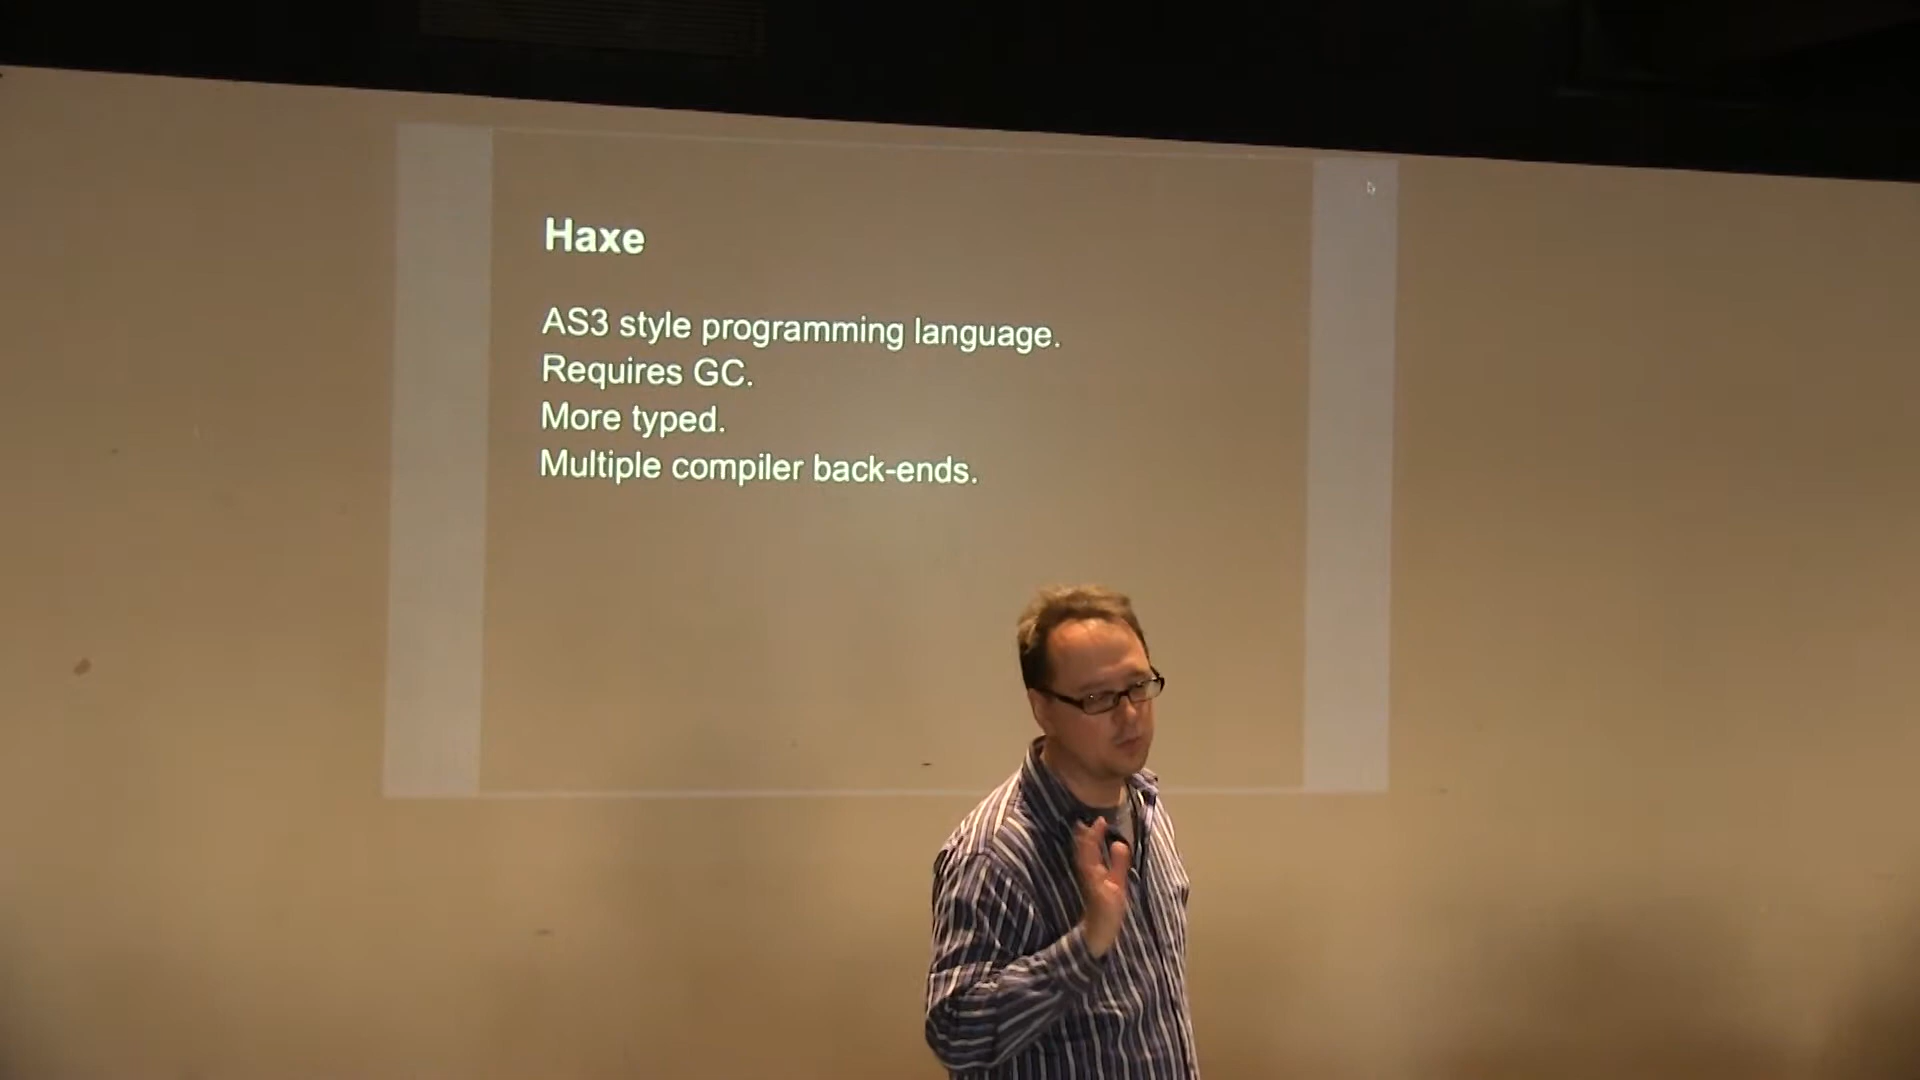 Haxe
AS3 style programming language.
Requires GC.
More typed.
Multiple compiler back-ends.